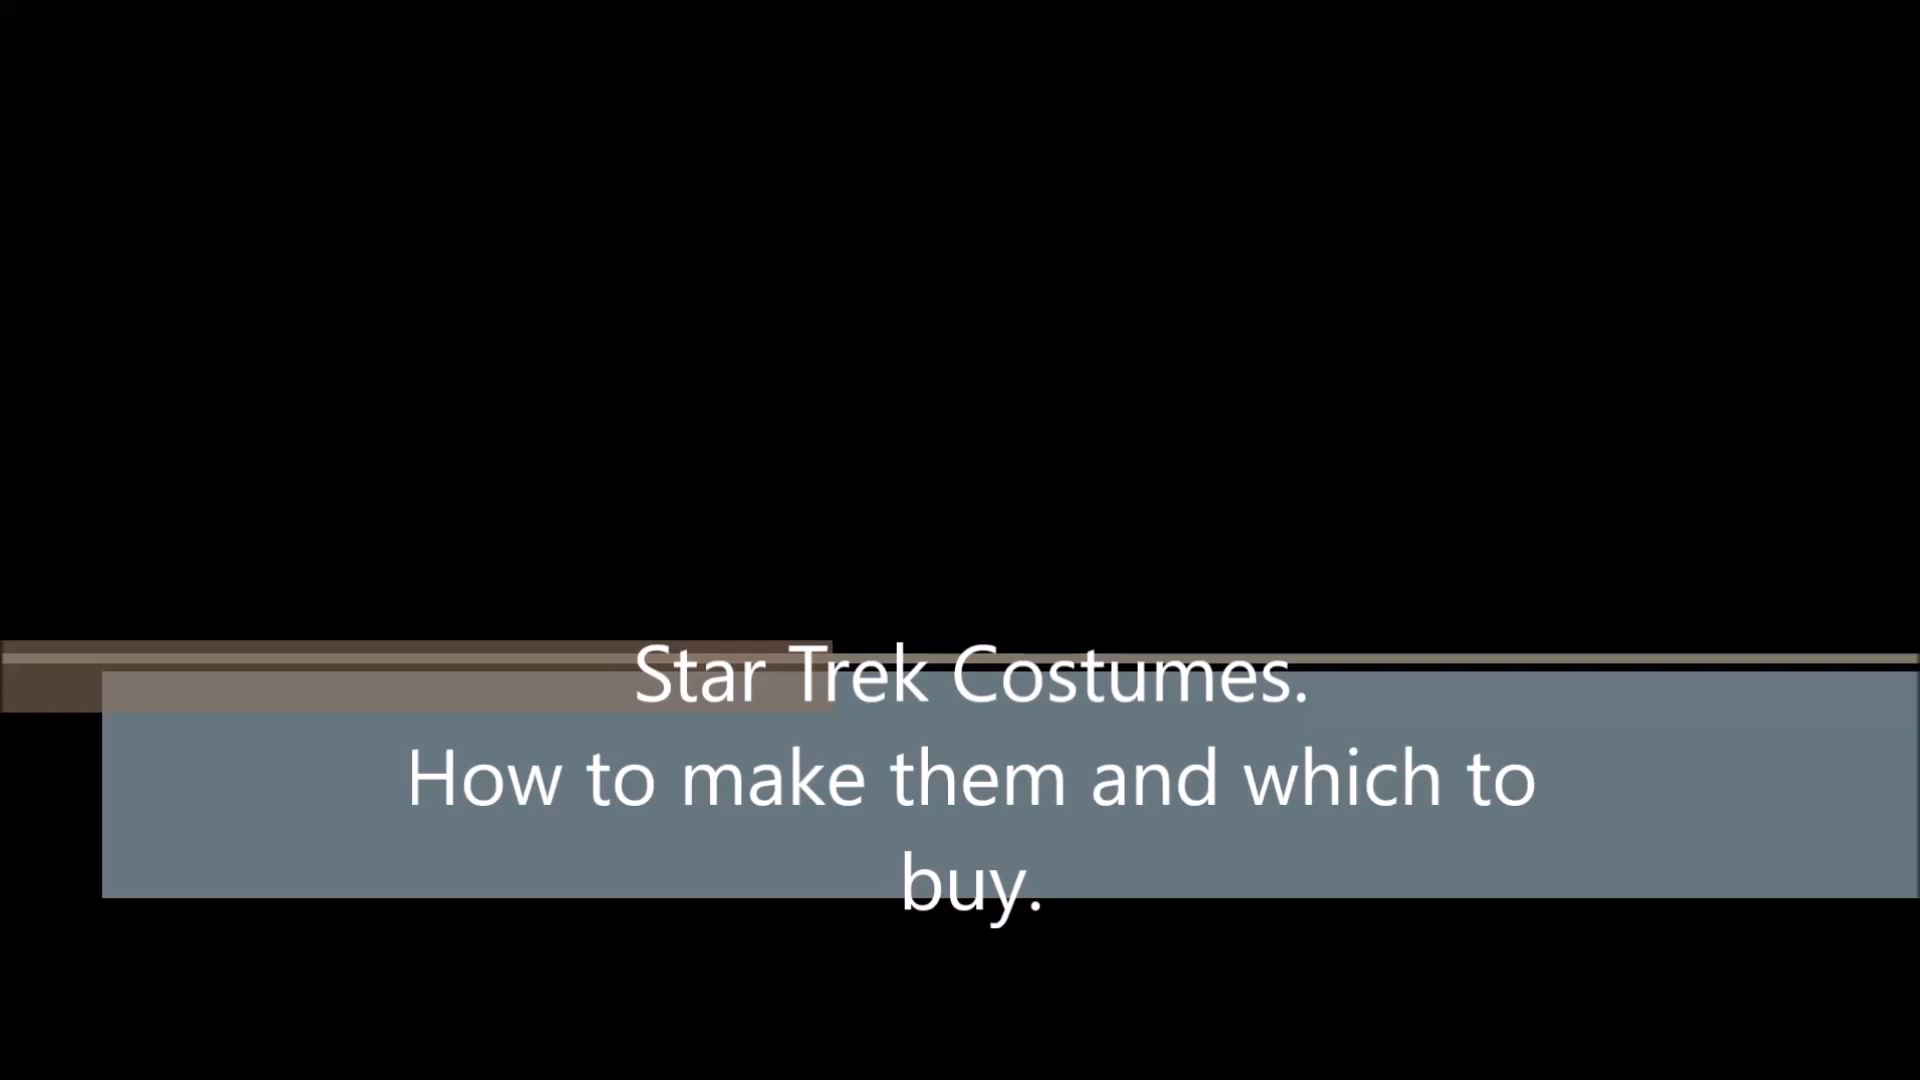 Star Trek Costumes.
How to make them and which to
buy.